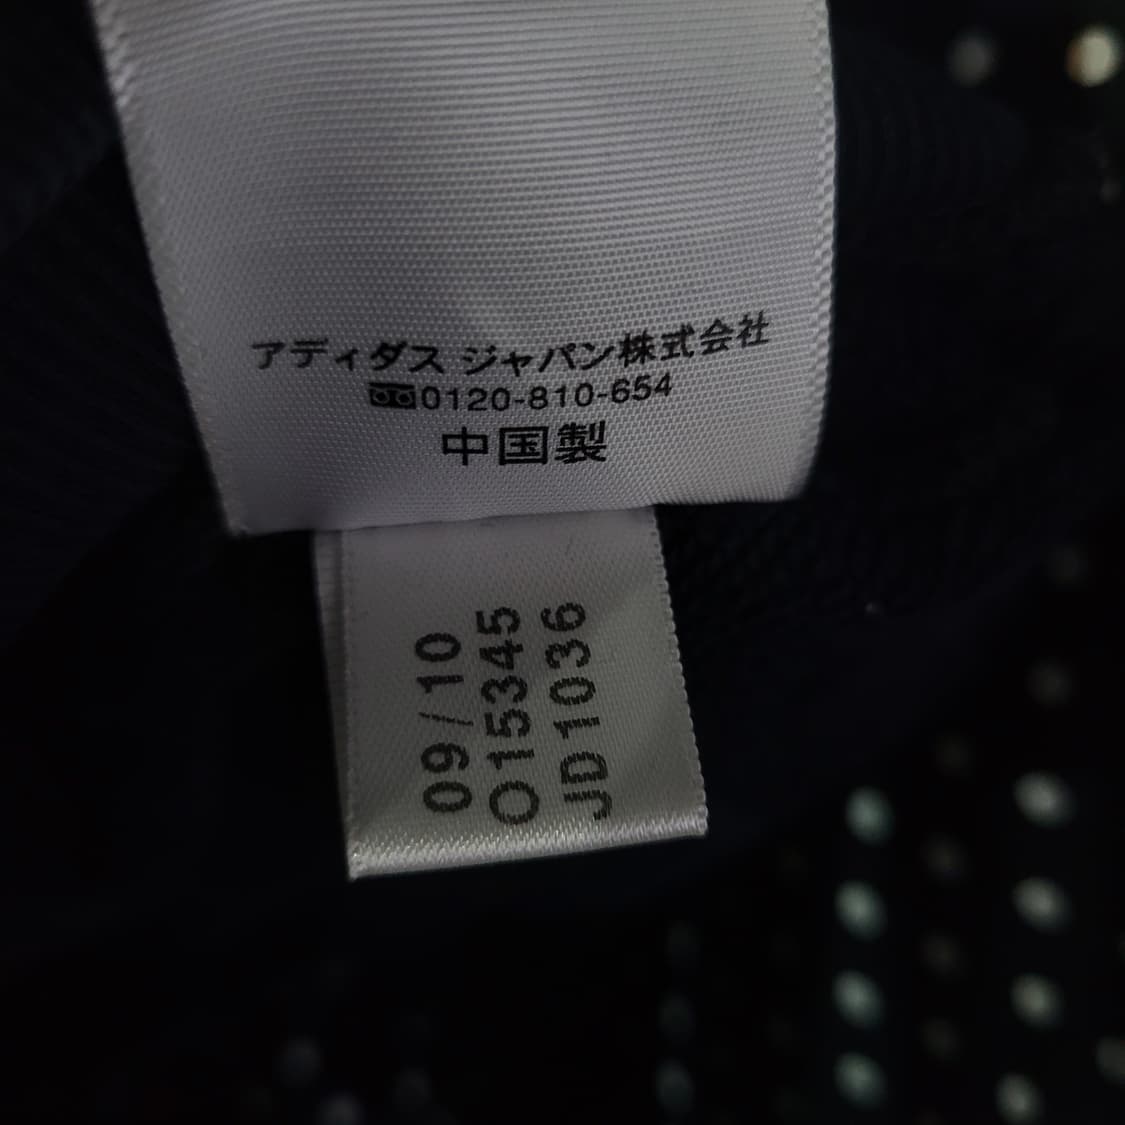 アディダス ジャパン株式会社
0120-810-654
中国製
09/10
O15345
JD1036